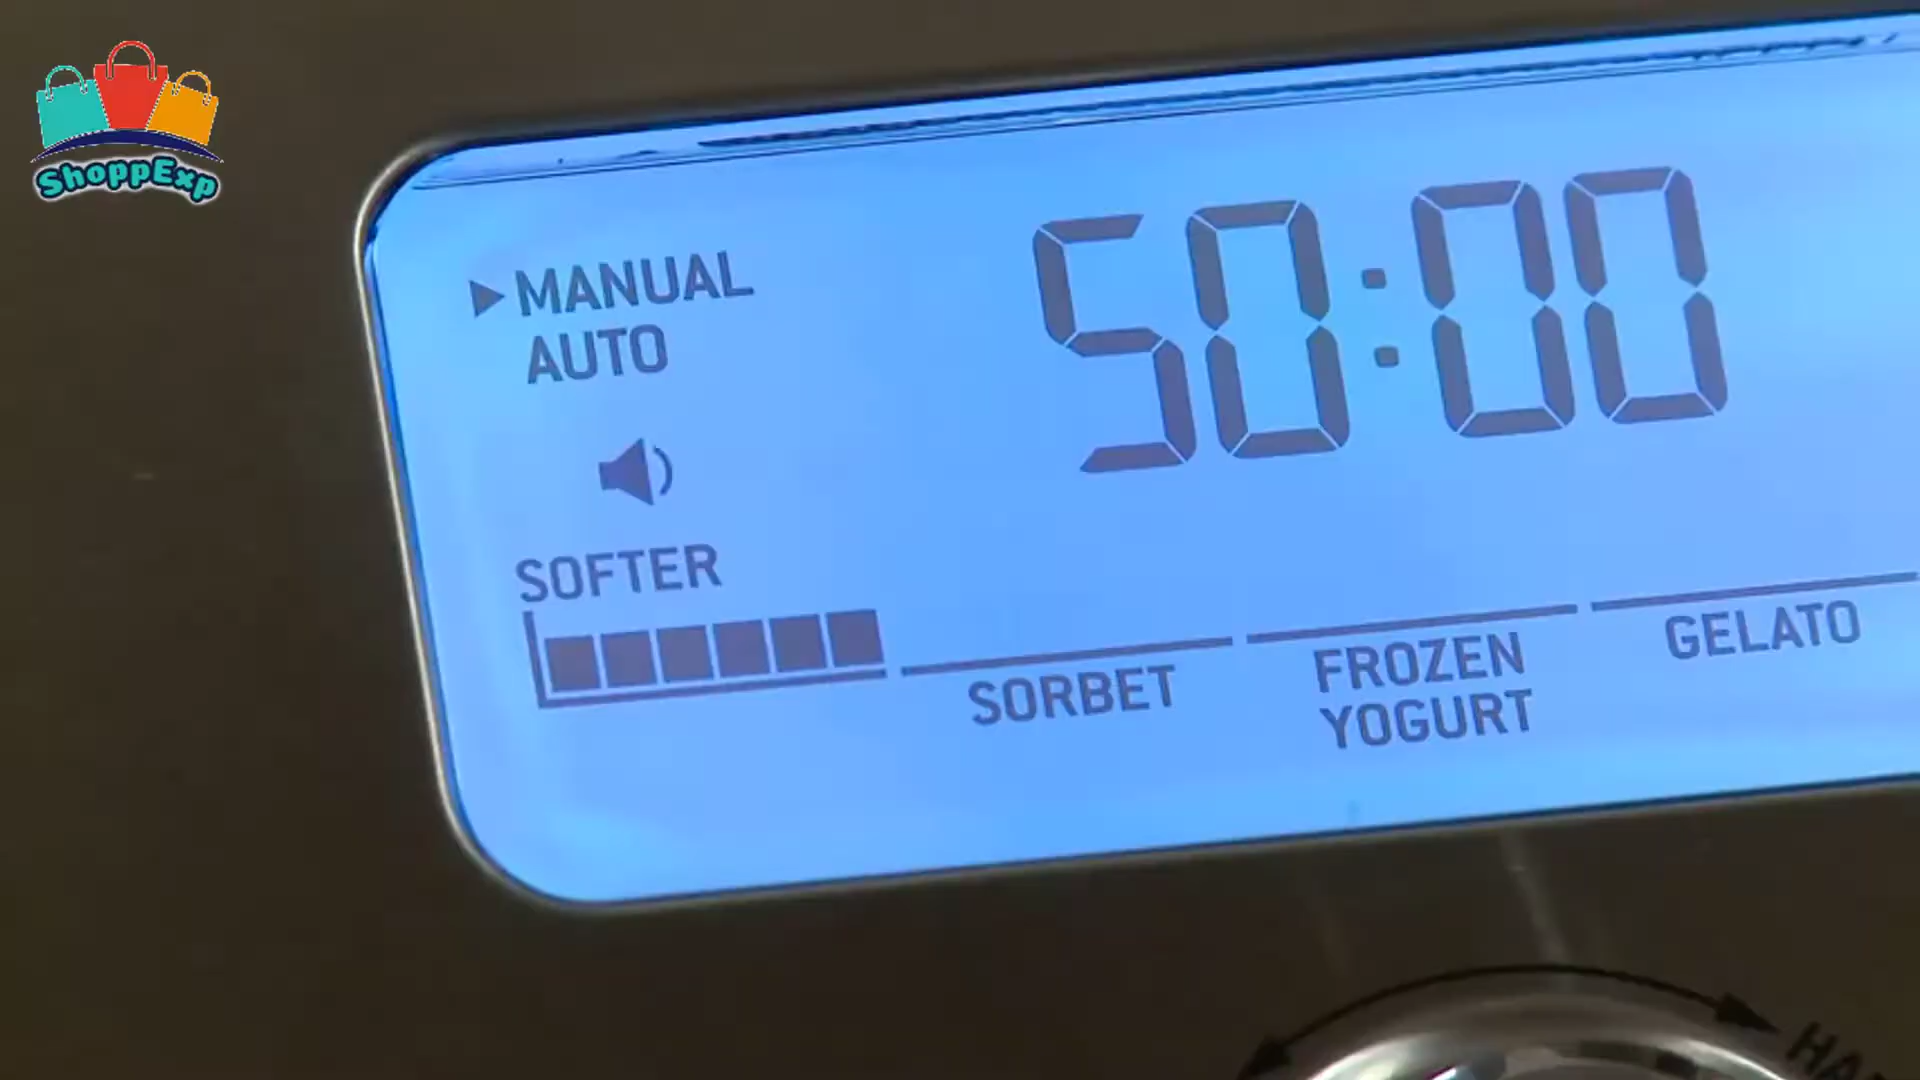 ShoppExp
MANUAL
AUTO
50:00
SOFTER
SORBET
FROZEN
YOGURT
GELATO